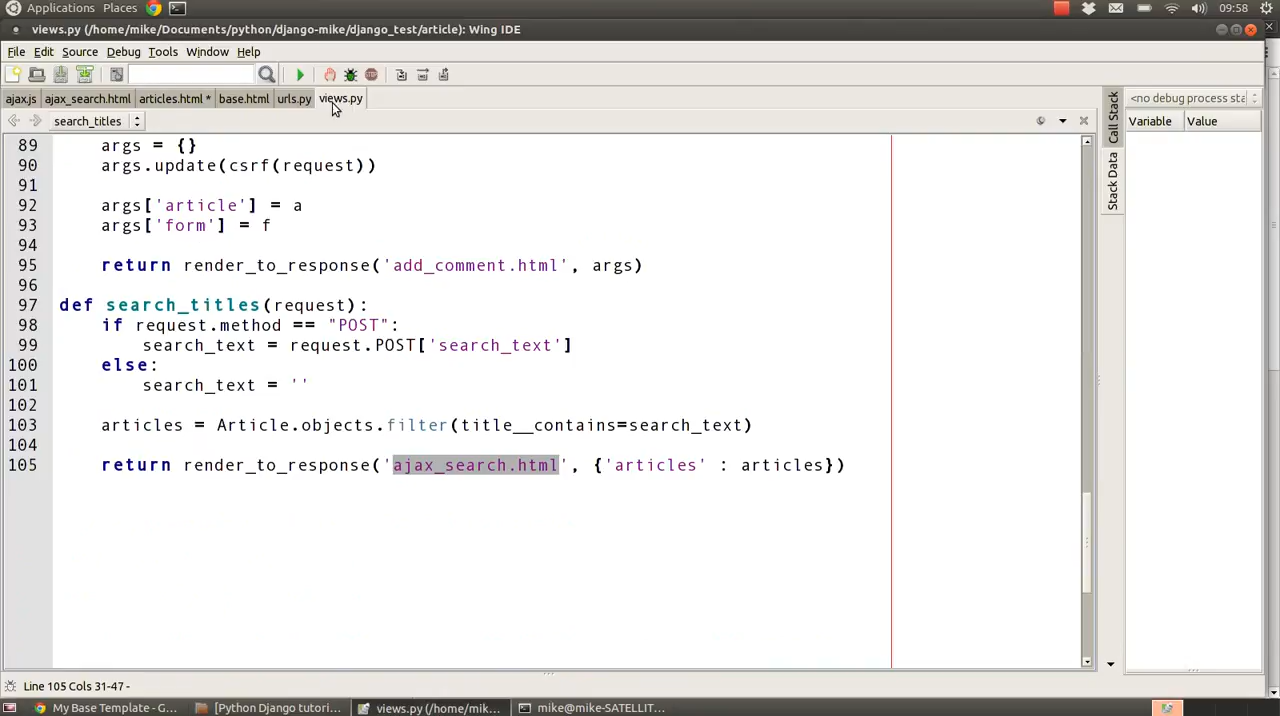 Applications Places 09:58
views.py (/home/mike/Documents/python/django-mike/django_test/article): Wing IDE
File Edit Source Debug Tools Window Help
ajax.js ajax_search.html articles.html * base.html urls.py views.py <no debug process sta
search_titles Variable Value
Call Stack
Stack Data
89 args = {}
90 args.update(csrf(request))
91
92 args['article'] = a
93 args['form'] = f
94
95 return render_to_response('add_comment.html', args)
96
97 def search_titles(request):
98 if request.method == "POST":
99 search_text = request.POST['search_text']
100 else:
101 search_text = ''
102
103 articles = Article.objects.filter(title__contains=search_text)
104
105 return render_to_response('ajax_search.html', {'articles' : articles})
Line 105 Cols 31-47 -
My Base Template - G... [Python Django tutori... views.py (/home/mik... mike@mike-SATELLIT...